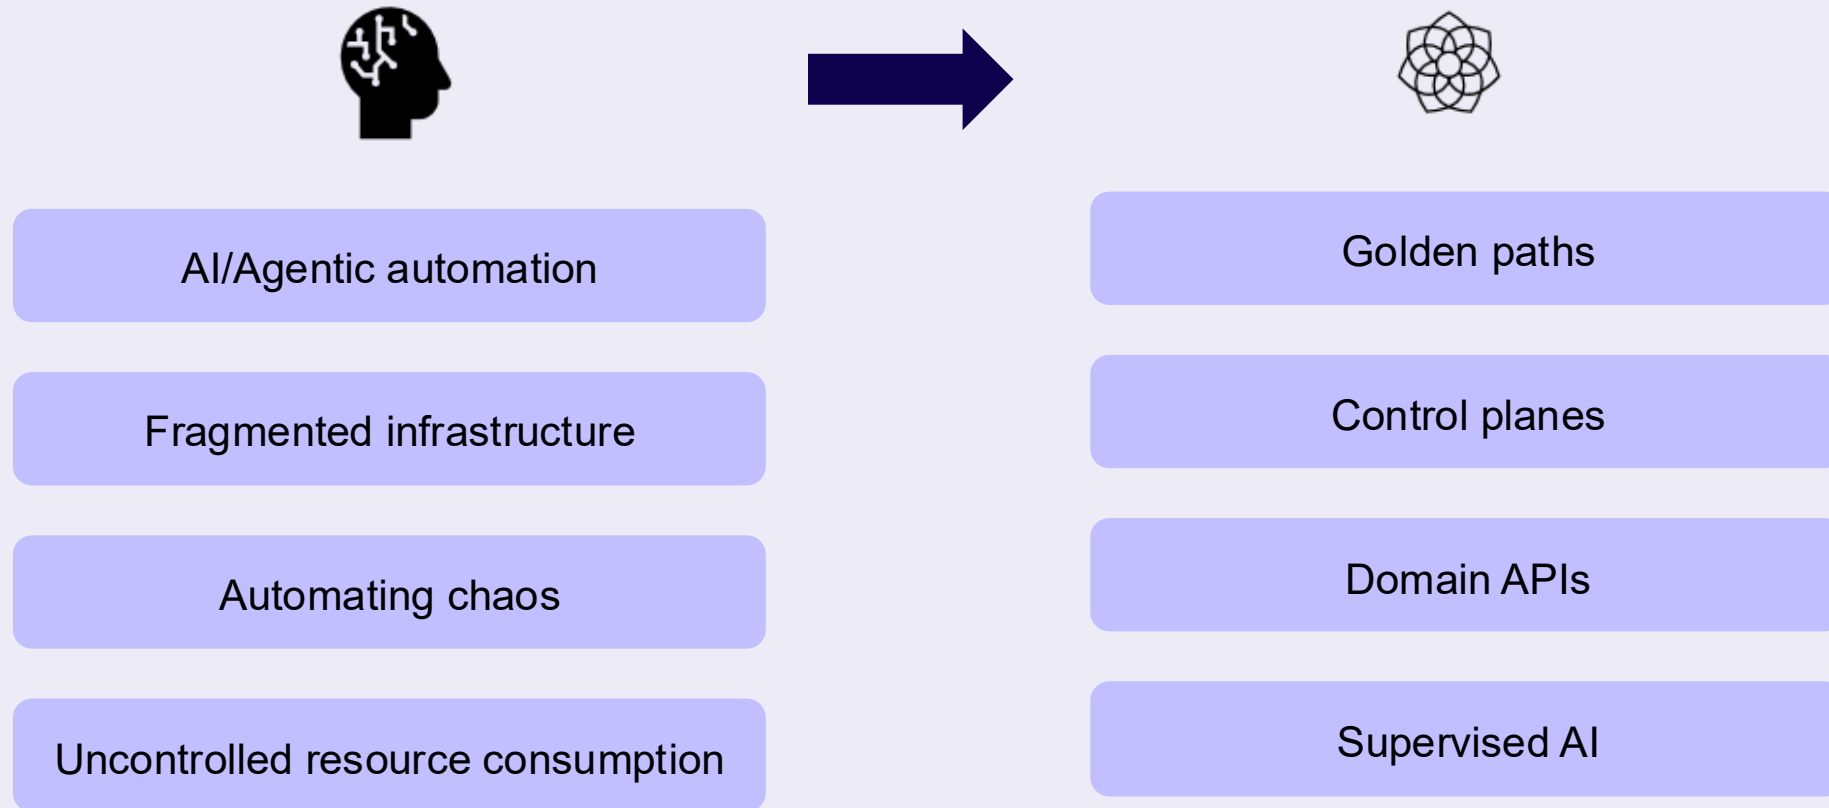 AI/Agentic automation
Fragmented infrastructure
Automating chaos
Uncontrolled resource consumption
Golden paths
Control planes
Domain APIs
Supervised AI